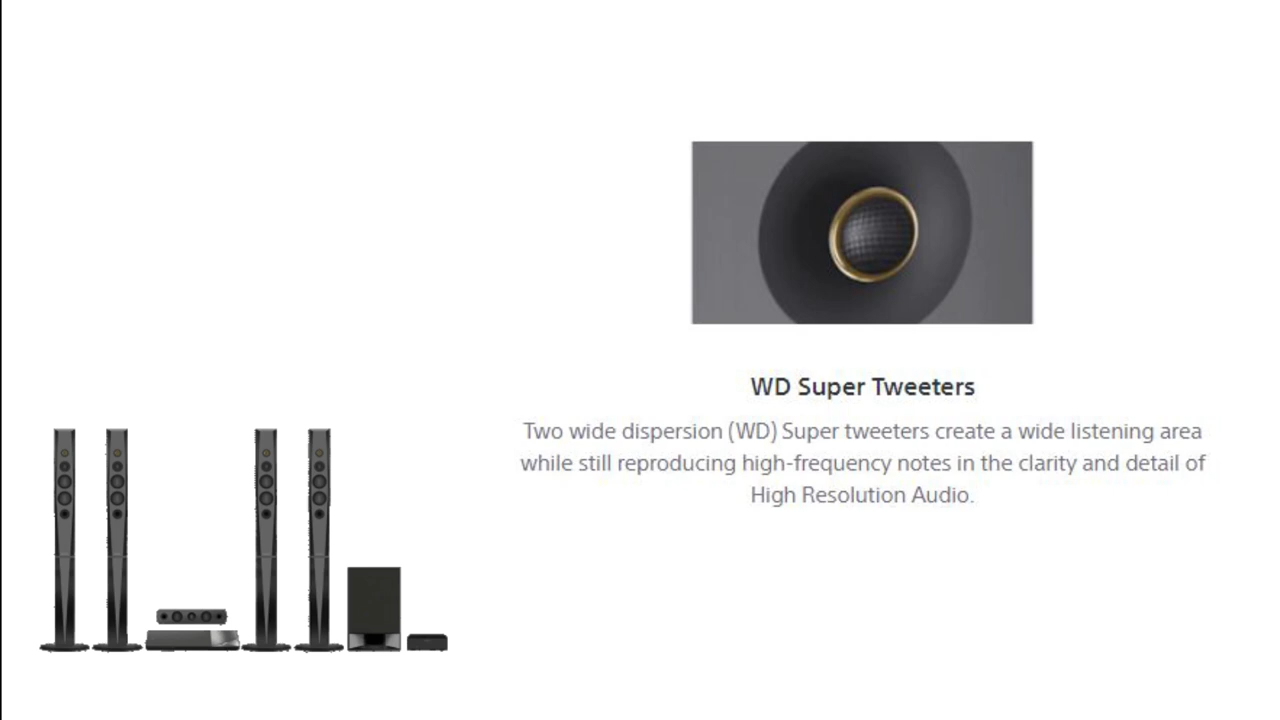 WD Super Tweeters
Two wide dispersion (WD) Super tweeters create a wide listening area
while still reproducing high-frequency notes in the clarity and detail of
High Resolution Audio.